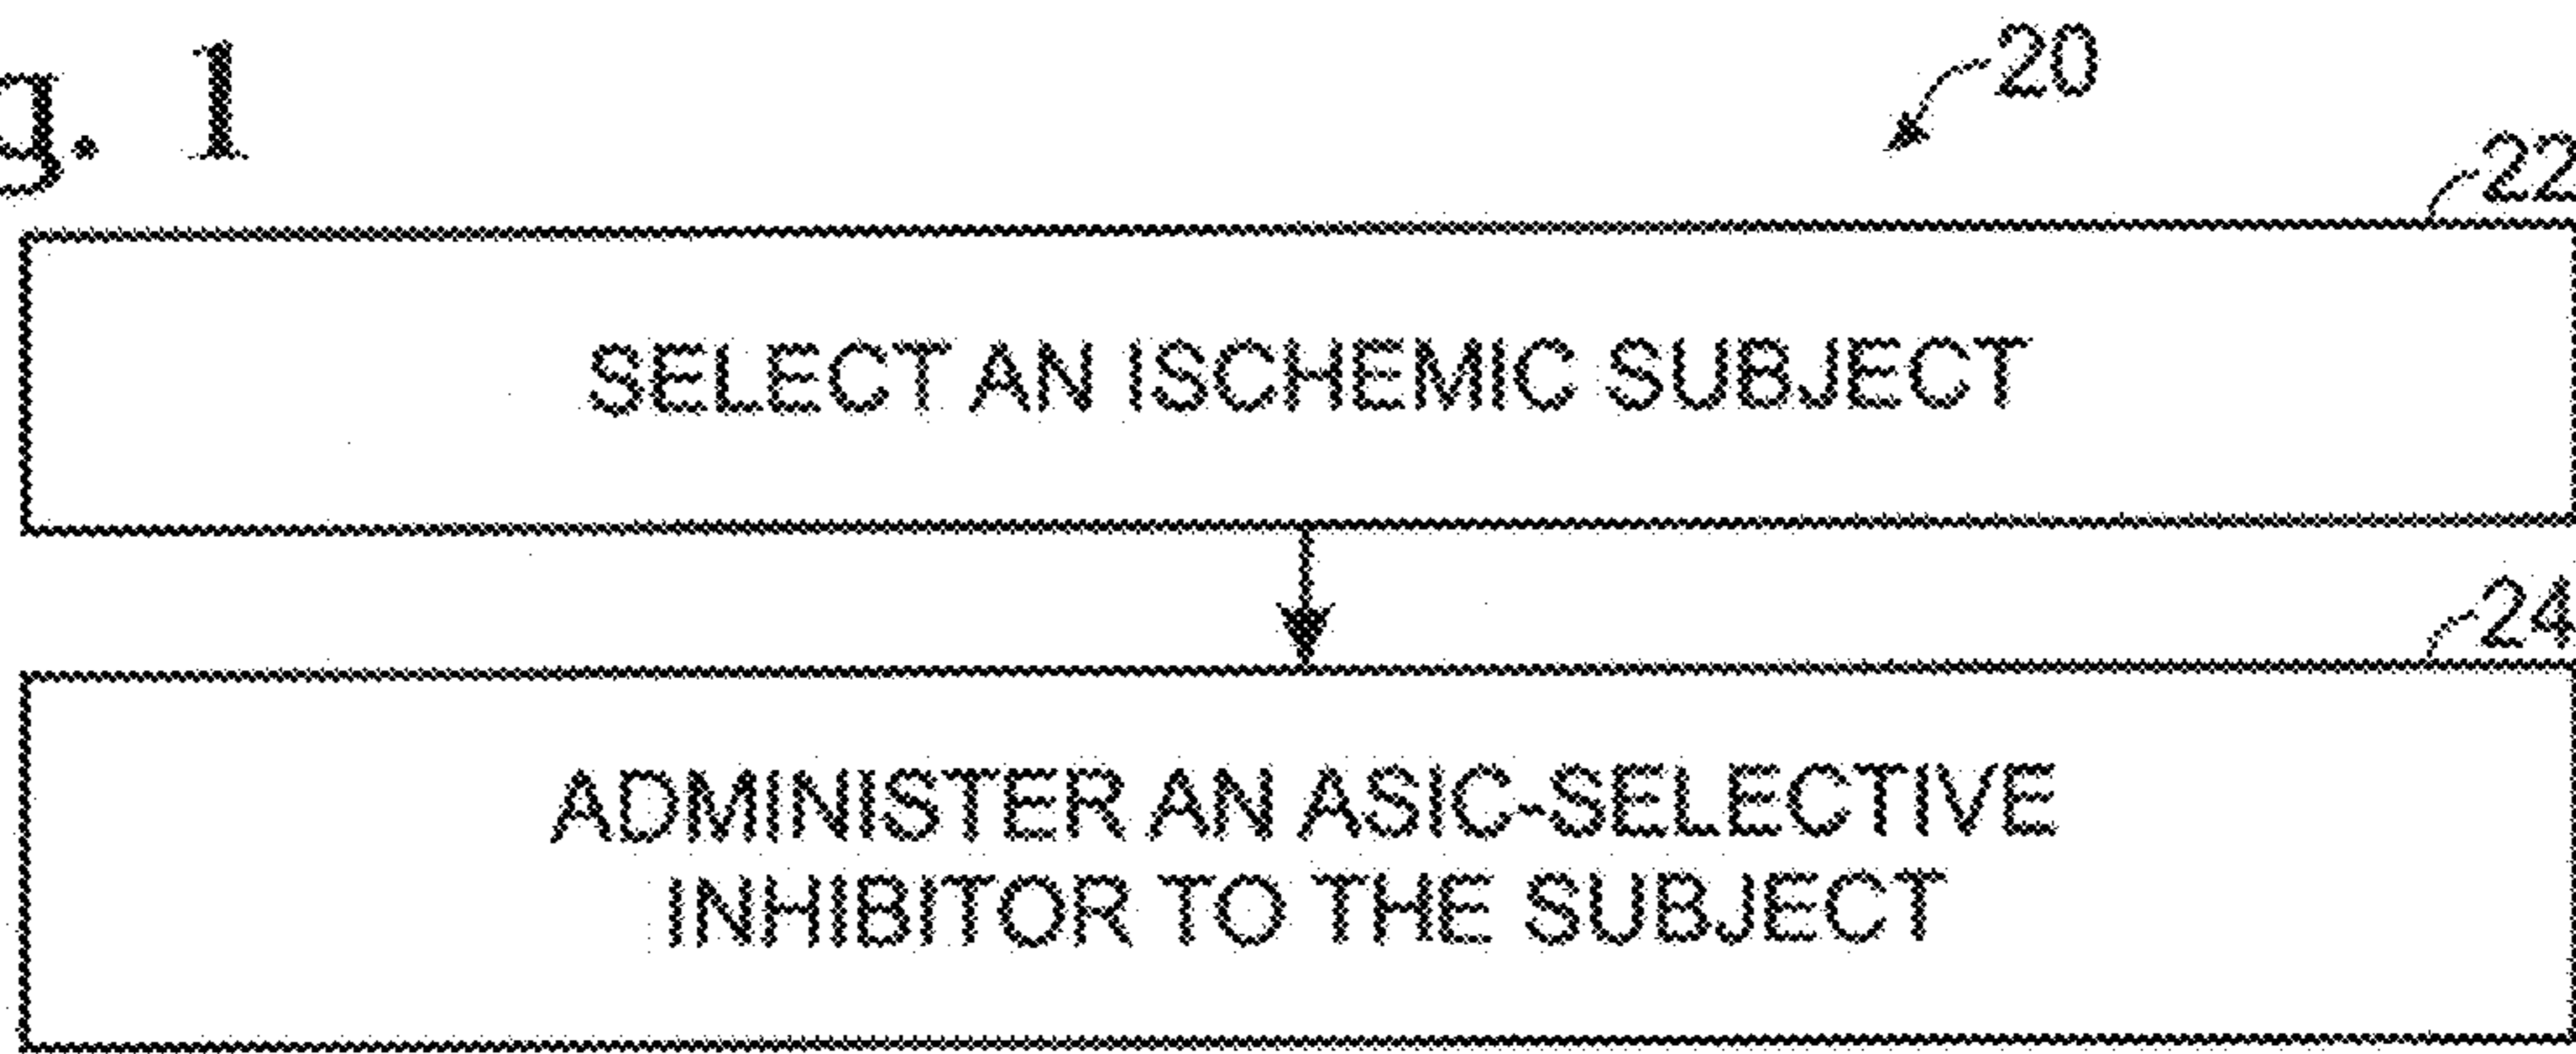 g. 1
20
22
SELECT AN ISCHEMIC SUBJECT
24
ADMINISTER AN ASIC-SELECTIVE
INHIBITOR TO THE SUBJECT